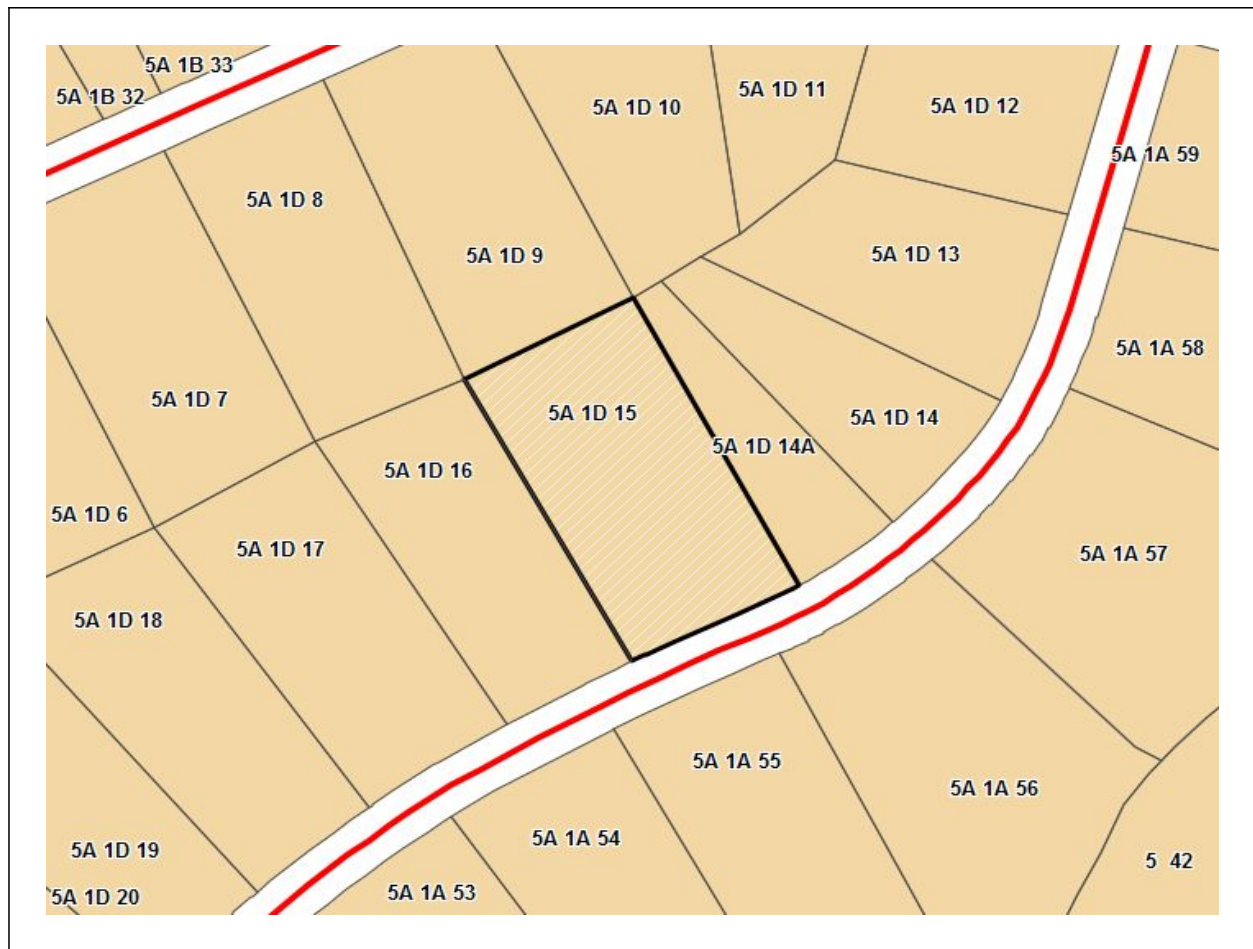 5A 1B 33
5A 1B 32
5A 1D 10
5A 1D 11
5A 1D 12
5A 1A 59
5A 1D 8
5A 1D 9
5A 1D 13
5A 1A 58
5A 1D 7
5A 1D 15
5A 1D 14
5A 1D 14A
5A 1D 16
5A 1D 6
5A 1D 17
5A 1A 57
5A 1D 18
5A 1A 55
5A 1A 56
5A 1A 54
5A 1D 19
5 42
5A 1D 20
5A 1A 53